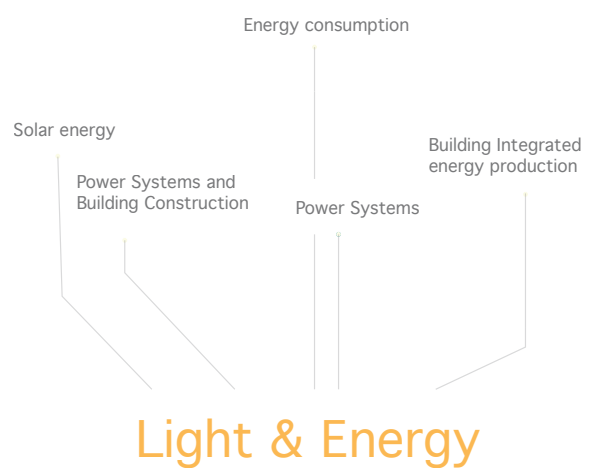 Energy consumption
Solar energy
Building Integrated
energy production
Power Systems and
Building Construction
Power Systems
Light & Energy